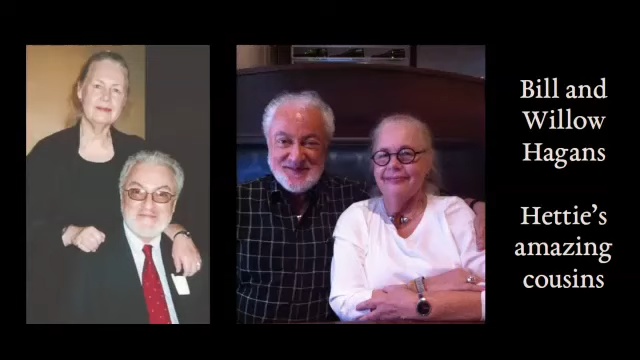 Bill and
Willow
Hagans
Hettie's
amazing
cousins